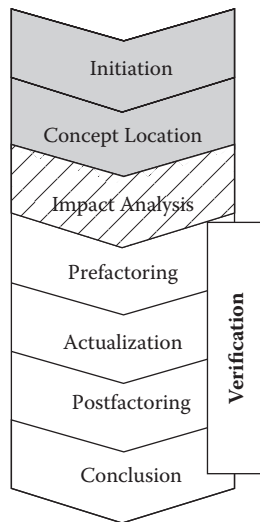 Initiation
Concept Location
Impact Analysis
Prefactoring
Actualization
Postfactoring
Conclusion
Verification